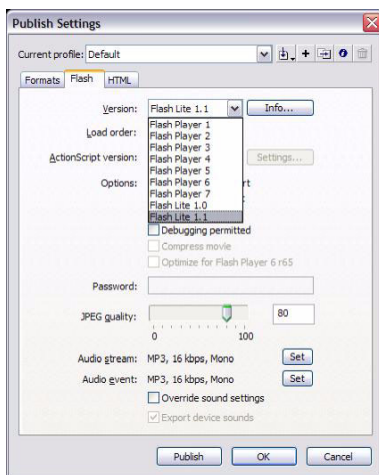 Publish Settings
Current profile: Default
Formats Flash HTML
Version: Flash Lite 1.1 Info...
Flash Player 1
Flash Player 2
Load order: Flash Player 3
Flash Player 4
ActionScript version: Flash Player 5 Settings...
Flash Player 6
Options: Flash Player 7
Flash Lite 1.0
Flash Lite 1.1
Debugging permitted
Compress movie
Optimize for Flash Player 6 r65
Password:
JPEG quality: 80
0 100
Audio stream: MP3, 16 kbps, Mono Set
Audio event: MP3, 16 kbps, Mono Set
Override sound settings
Export device sounds
Publish OK Cancel